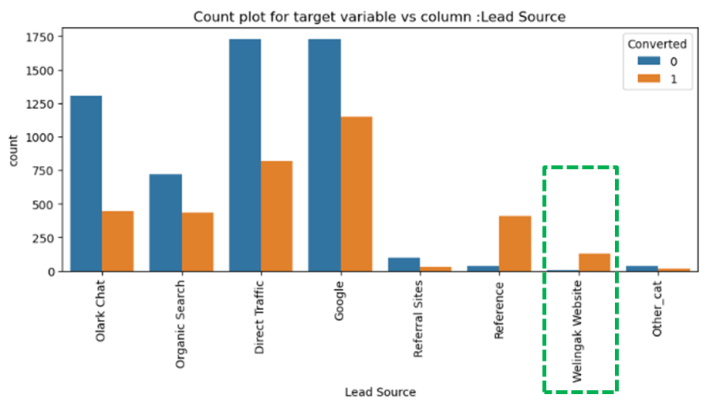 Count plot for target variable vs column :Lead Source
Converted
0
1
count
1750
1500
1250
1000
750
500
250
0
Olark Chat
Organic Search
Direct Traffic
Google
Referral Sites
Reference
Welingak Website
Other_cat
Lead Source